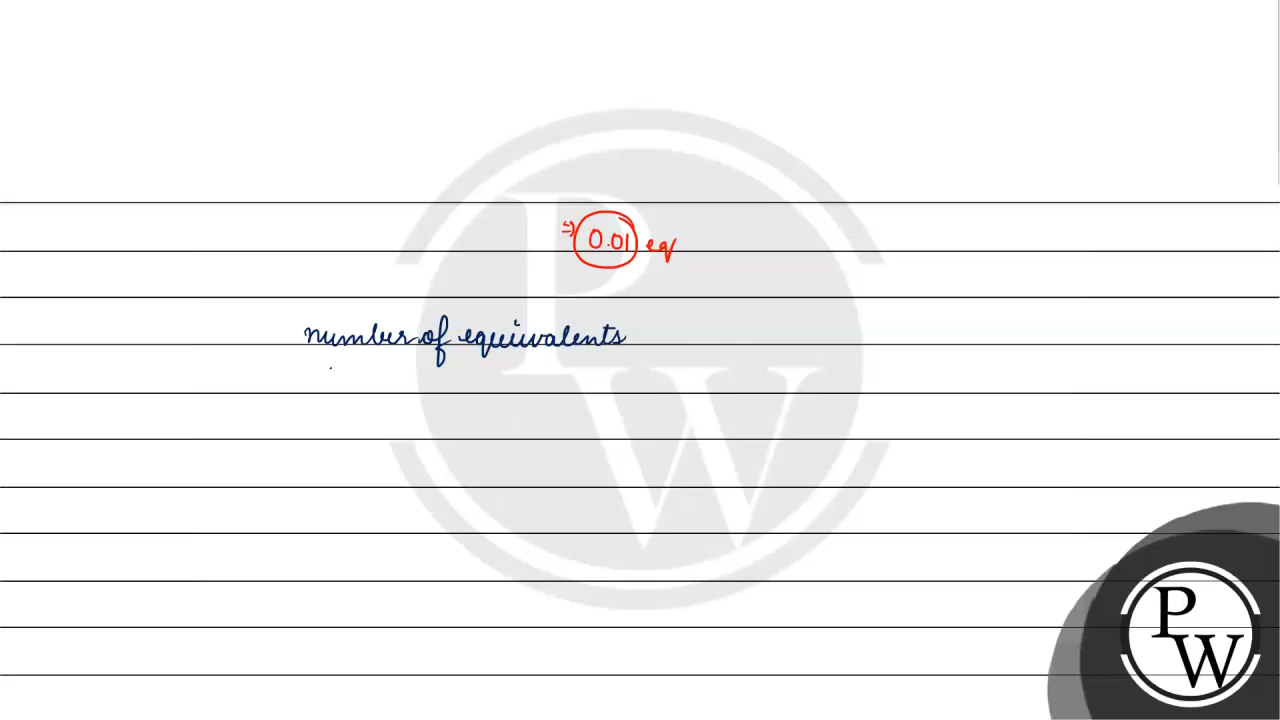 ⇒ 0.01 eq
number of equivalents
P
W
P
W